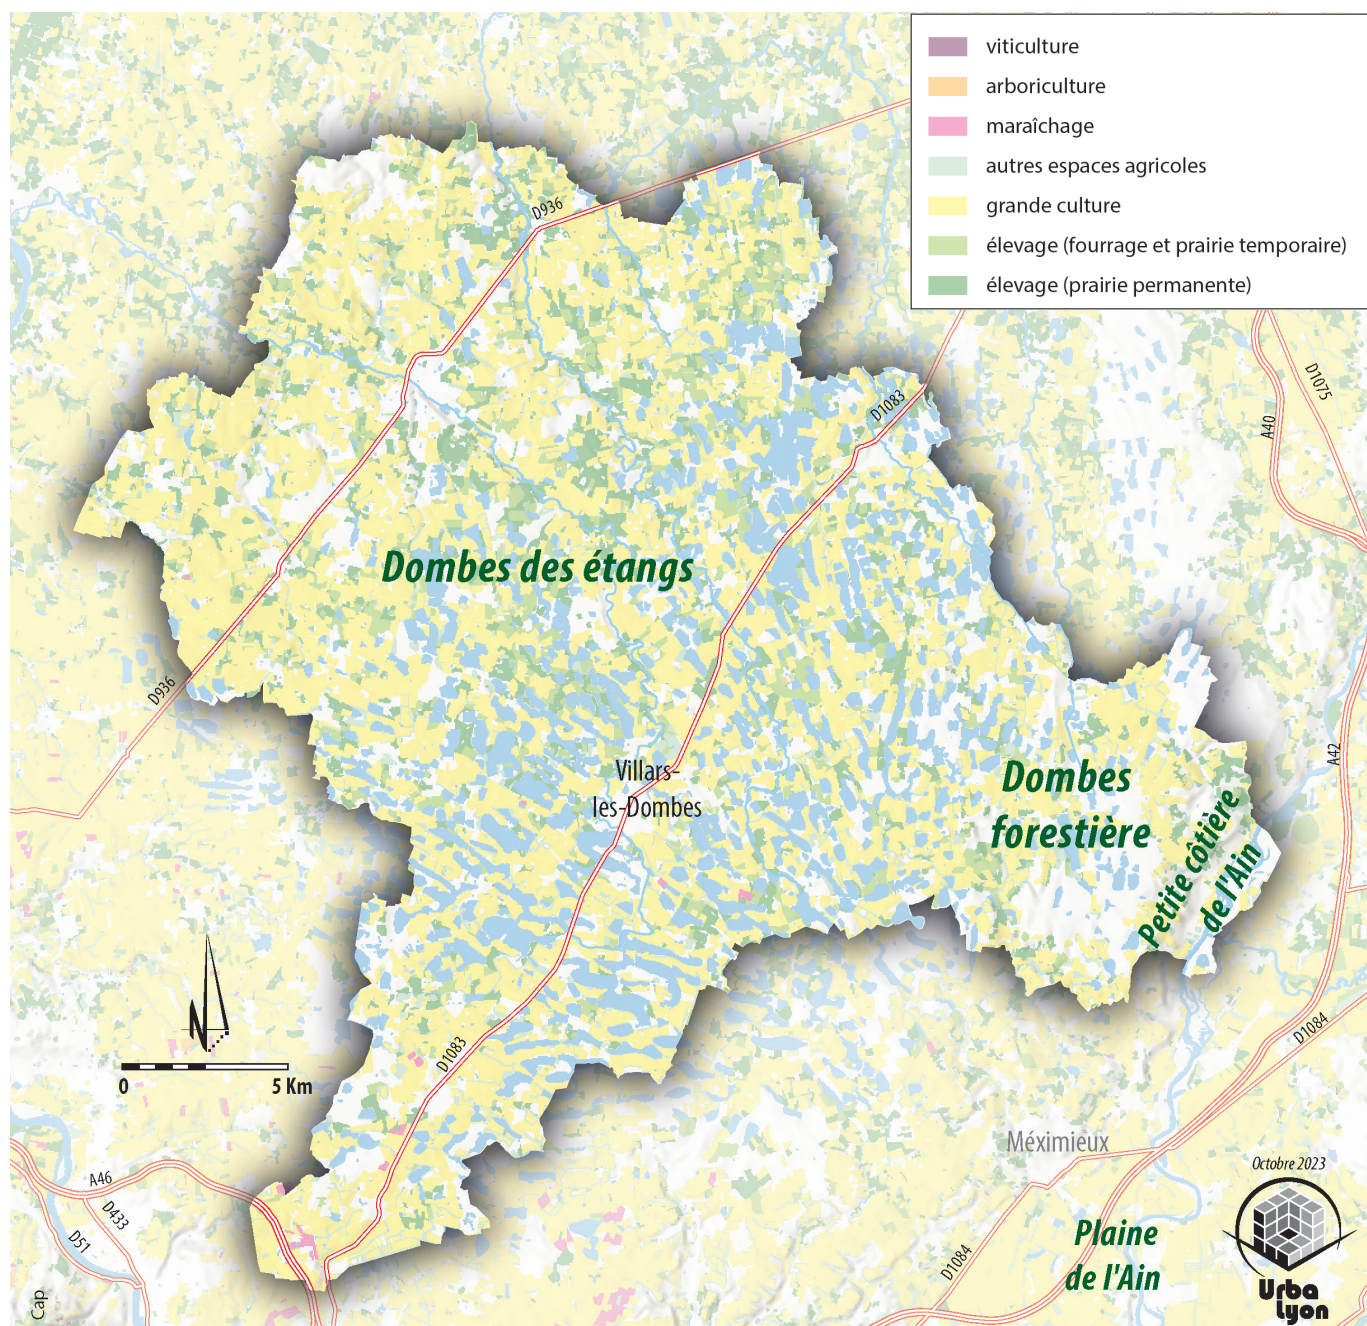 viticulture
arboriculture
maraîchage
autres espaces agricoles
grande culture
élevage (fourrage et prairie temporaire)
élevage (prairie permanente)
D936
D1083
D1075
A40
Dombes des étangs
D936
A42
Villars-
les-Dombes
Dombes
forestière
Petite côtière
de l'Ain
N
0 5 Km
D1083
D1084
Méximieux
Octobre 2023
A46
D433
D51
D1084
Plaine
de l'Ain
Cap
Urba
Lyon